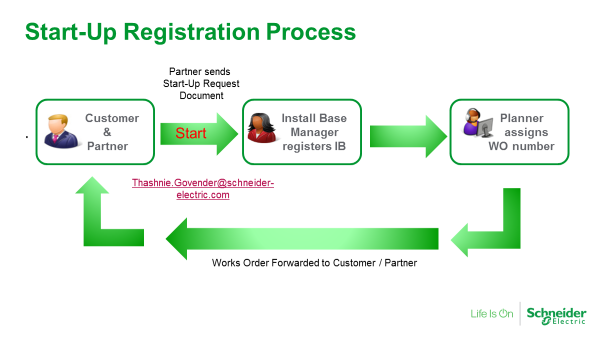 Start-Up Registration Process
Partner sends
Start-Up Request
Document
Customer
&
Partner
Start
Install Base
Manager
registers IB
Planner
assigns
WO number
Thashnie.Govender@schneider-
electric.com
Works Order Forwarded to Customer / Partner
Life Is On
Schneider
Electric